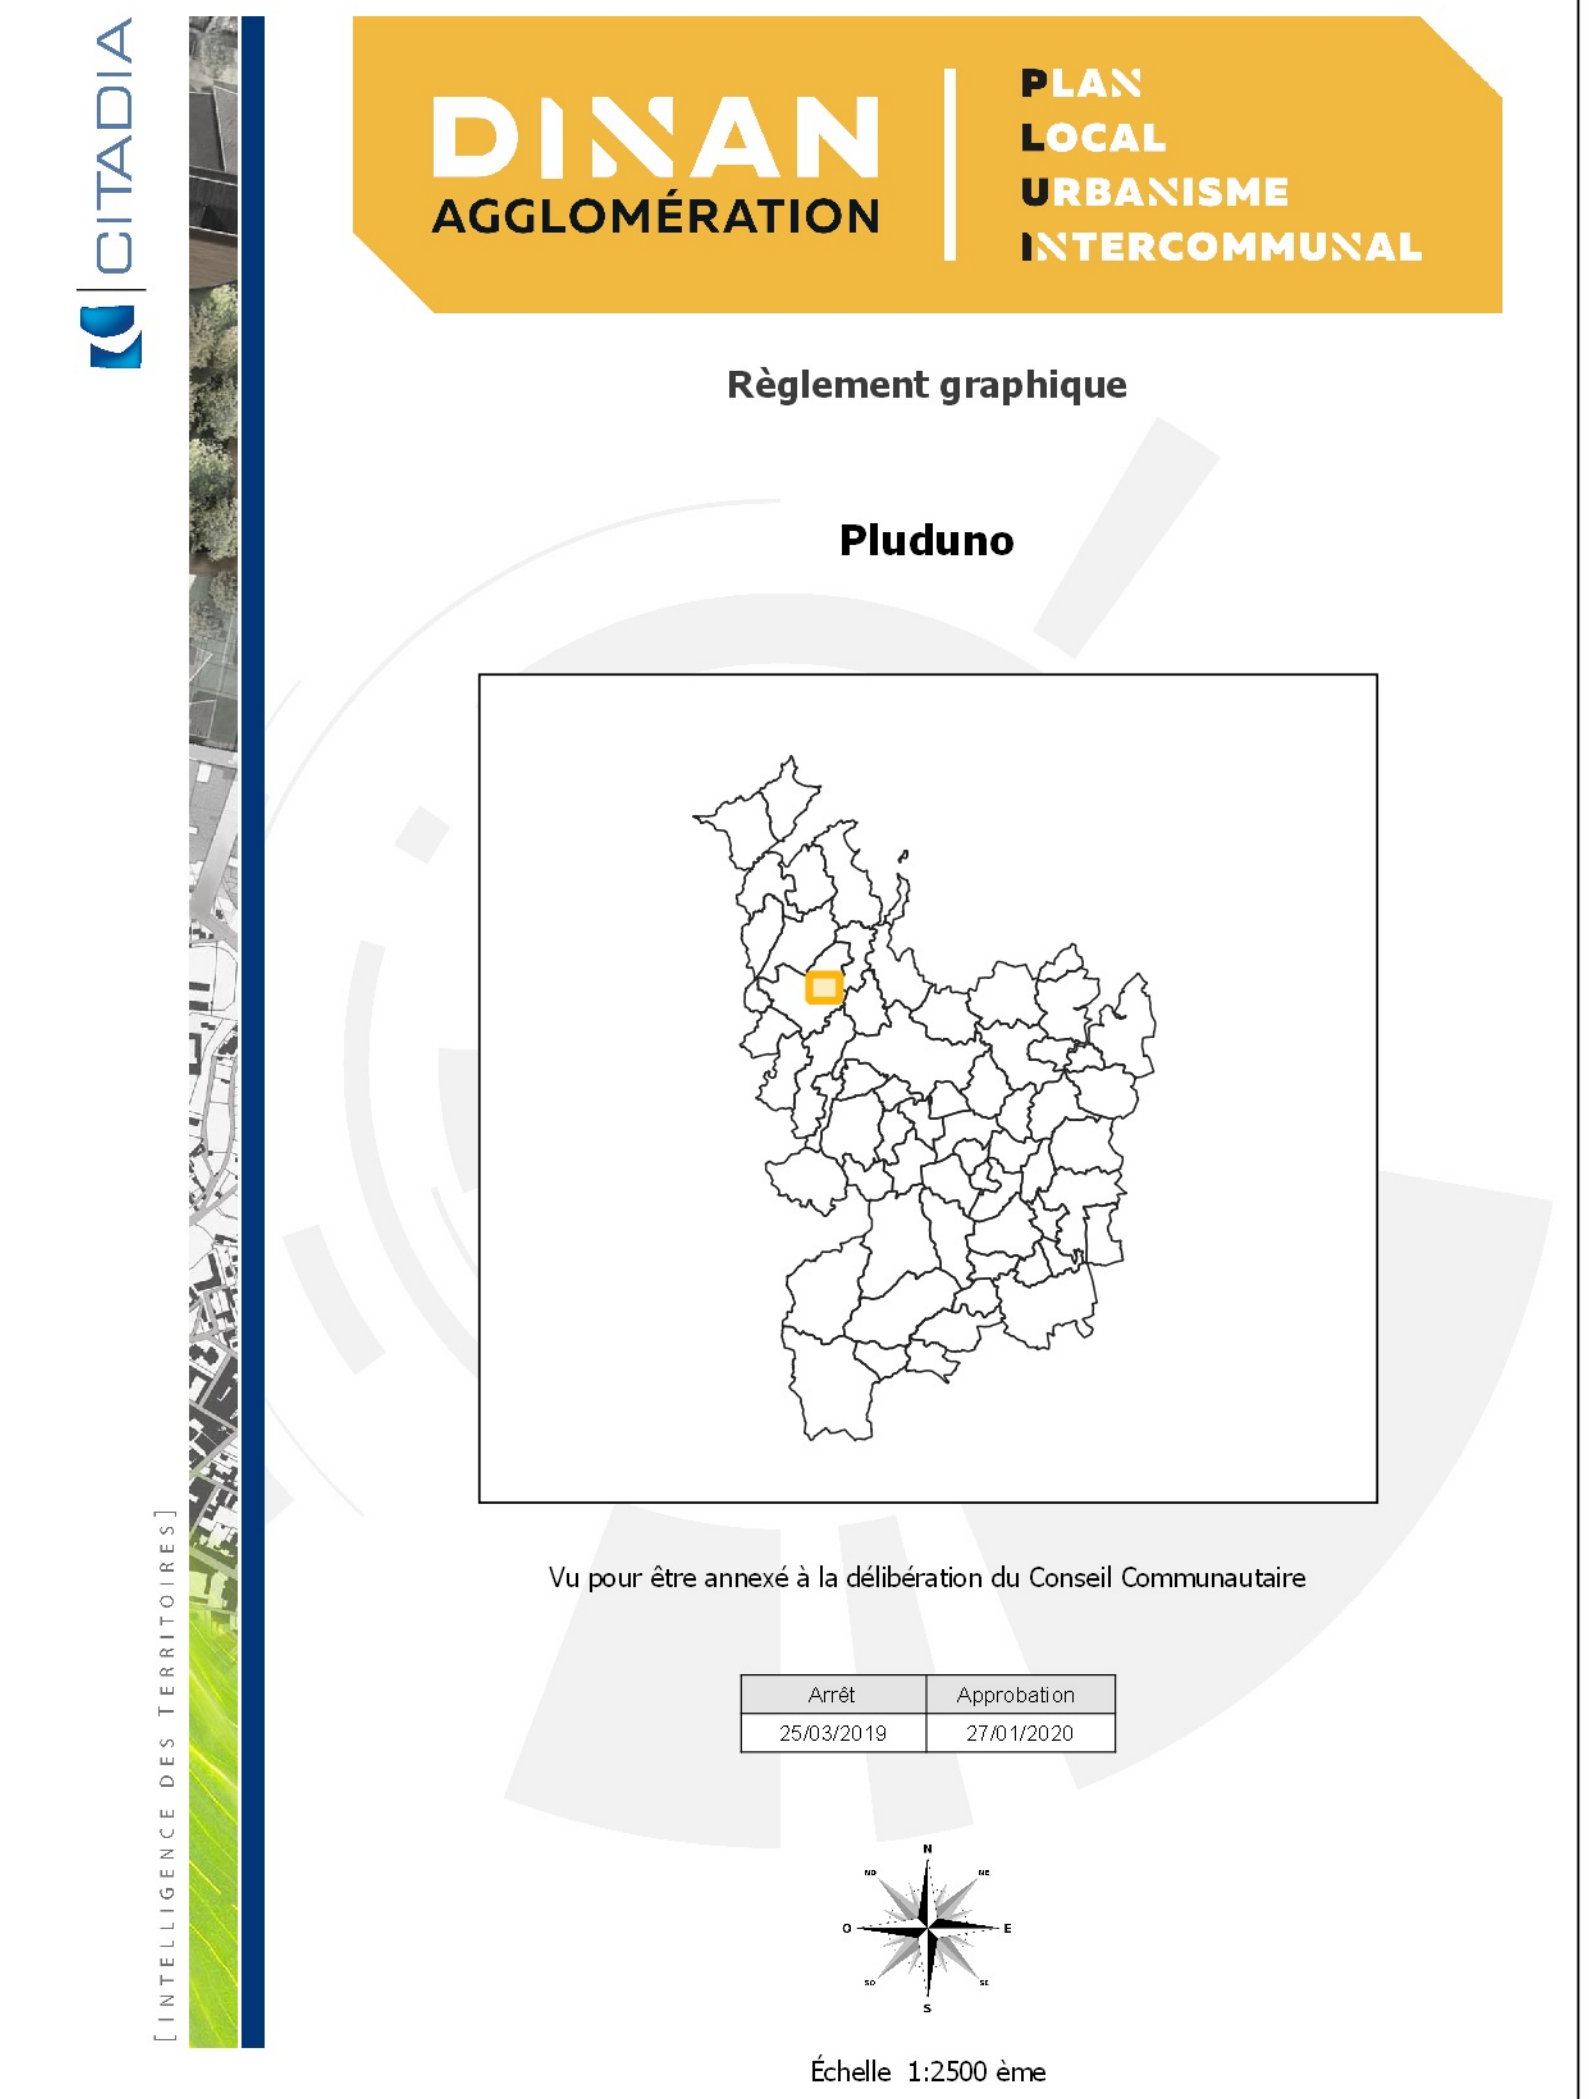 CITADIA
[INTELLIGENCE DES TERRITOIRES]
DINAN
AGGLOMÉRATION
PLAN
LOCAL
URBANISME
INTERCOMMUNAL
Règlement graphique
Pluduno
Vu pour être annexé à la délibération du Conseil Communautaire
Arrêt Approbation
25/03/2019 27/01/2020
N
NO NE
O E
SO SE
S
Échelle 1:2500 ème